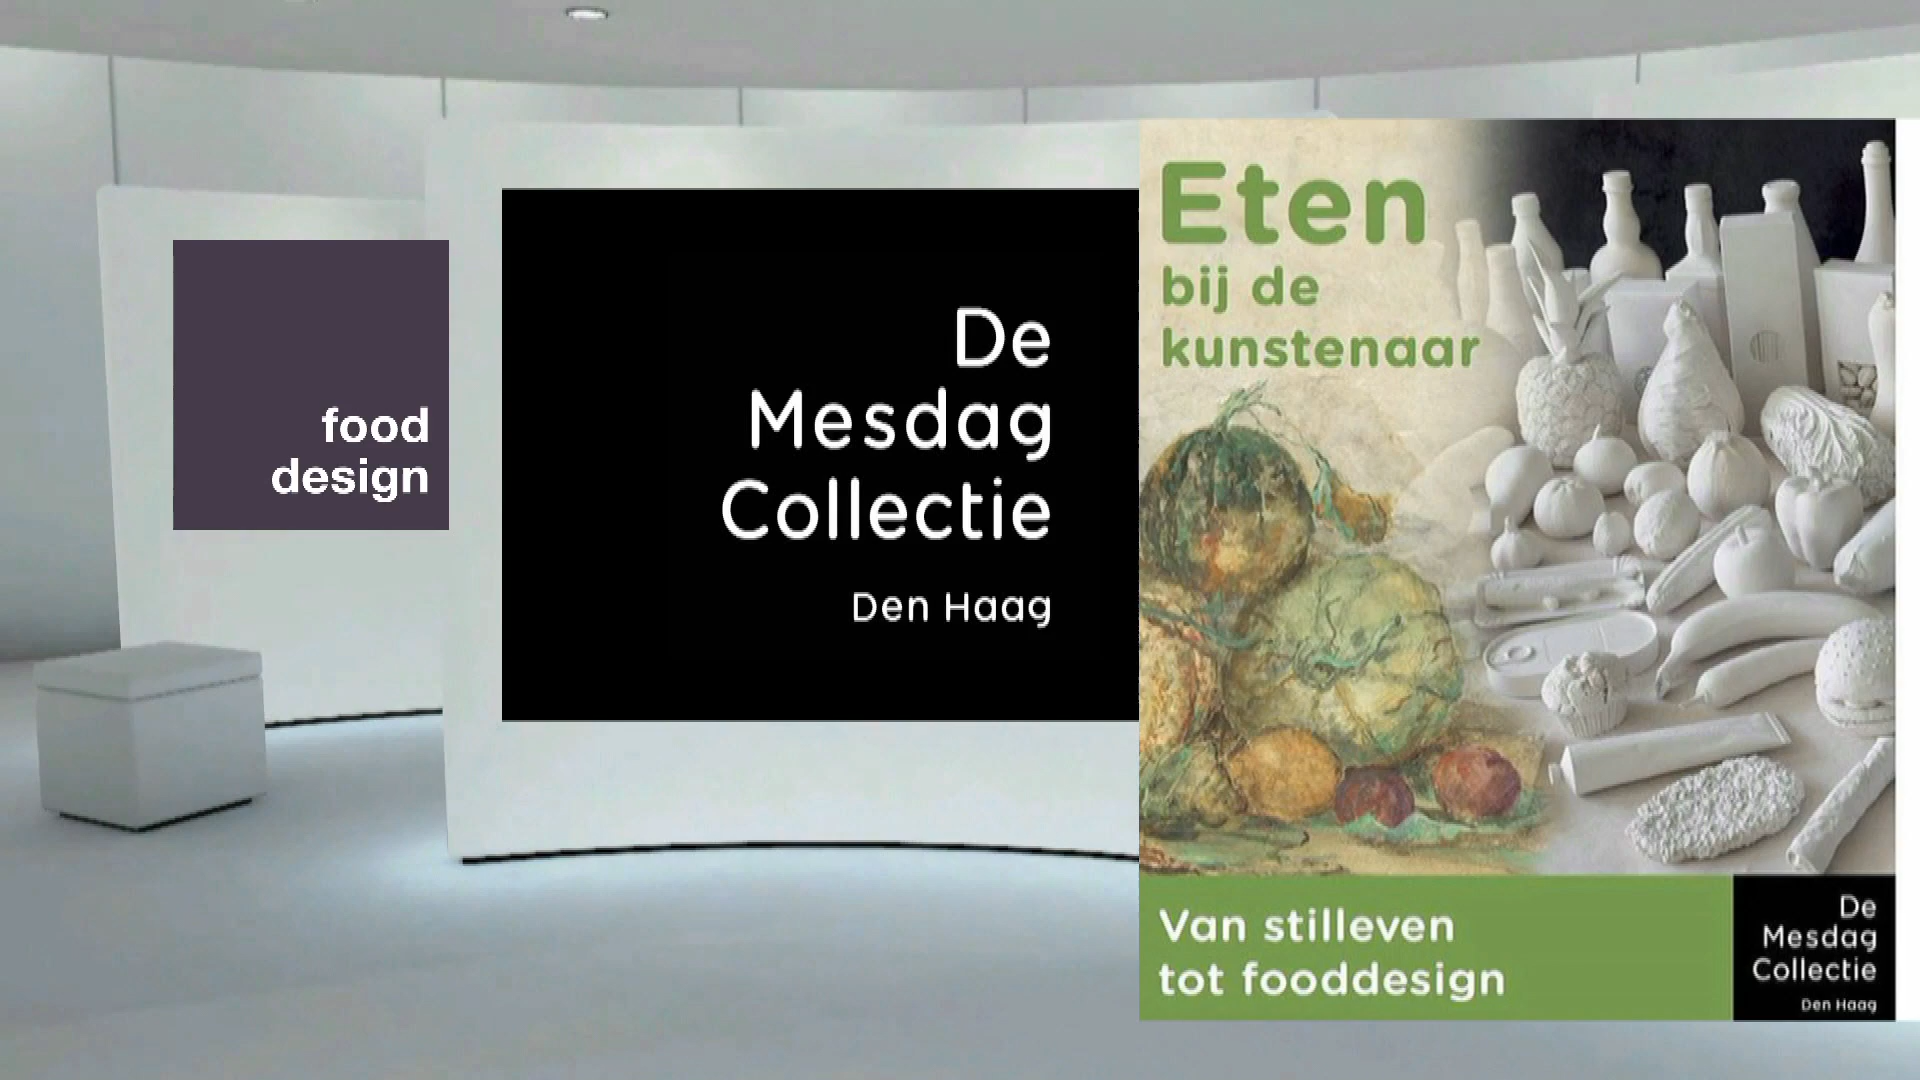 food
design
De
Mesdag
Collectie
Den Haag
Eten
bij de
kunstenaar
Van stilleven
tot fooddesign
De
Mesdag
Collectie
Den Haag